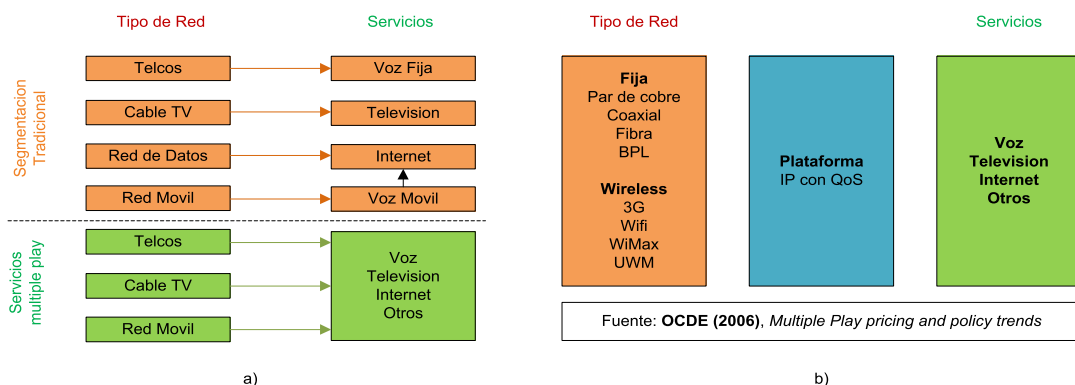 Tipo de Red
Servicios
Segmentacion
Tradicional
Telcos
Voz Fija
Cable TV
Television
Red de Datos
Internet
Red Movil
Voz Movil
Servicios
multiple play
Telcos
Cable TV
Red Movil
Voz
Television
Internet
Otros
a)
Tipo de Red
Servicios
Fija
Par de cobre
Coaxial
Fibra
BPL
Wireless
3G
Wifi
WiMax
UWM
Plataforma
IP con QoS
Voz
Television
Internet
Otros
Fuente: OCDE (2006), Multiple Play pricing and policy trends
b)